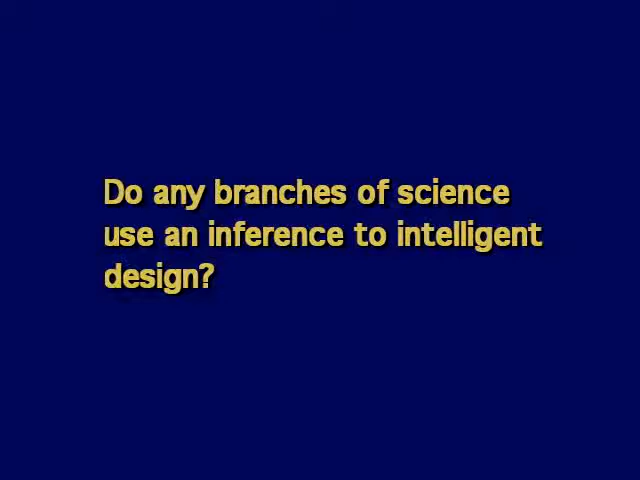 Do any branches of science
use an inference to intelligent
design?